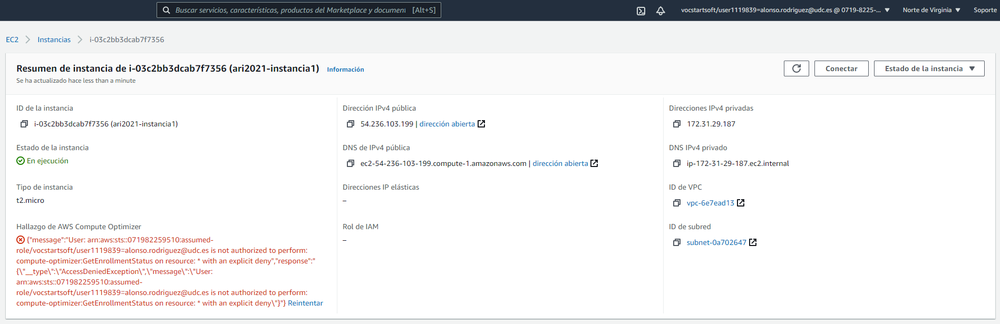 Buscar servicios, características, productos del Marketplace y document [Alt+S]
vocstartsoft/user1119839=alonso.rodriguez@udc.es @ 0719-8225-...
Norte de Virginia
Soporte
EC2 Instancias i-03c2bb3dcab7f7356
Resumen de instancia de i-03c2bb3dcab7f7356 (ari2021-instancia1) Información
Se ha actualizado hace less than a minute
Conectar
Estado de la instancia
ID de la instancia
i-03c2bb3dcab7f7356 (ari2021-instancia1)
Estado de la instancia
En ejecución
Tipo de instancia
t2.micro
Hallazgo de AWS Compute Optimizer
{"message":"User: arn:aws:sts::071982259510:assumed-
role/vocstartsoft/user1119839=alonso.rodriguez@udc.es is not authorized to perform:
compute-optimizer:GetEnrollmentStatus on resource: * with an explicit deny","response":"
{\"__type\":\"AccessDeniedException\",\"message\":\"User:
arn:aws:sts::071982259510:assumed-
role/vocstartsoft/user1119839=alonso.rodriguez@udc.es is not authorized to perform:
compute-optimizer:GetEnrollmentStatus on resource: * with an explicit deny\"}"} Reintentar
Dirección IPv4 pública
54.236.103.199 | dirección abierta
DNS de IPv4 pública
ec2-54-236-103-199.compute-1.amazonaws.com | dirección abierta
Direcciones IP elásticas
–
Rol de IAM
–
Direcciones IPv4 privadas
172.31.29.187
DNS IPv4 privado
ip-172-31-29-187.ec2.internal
ID de VPC
vpc-6e7ead13
ID de subred
subnet-0a702647